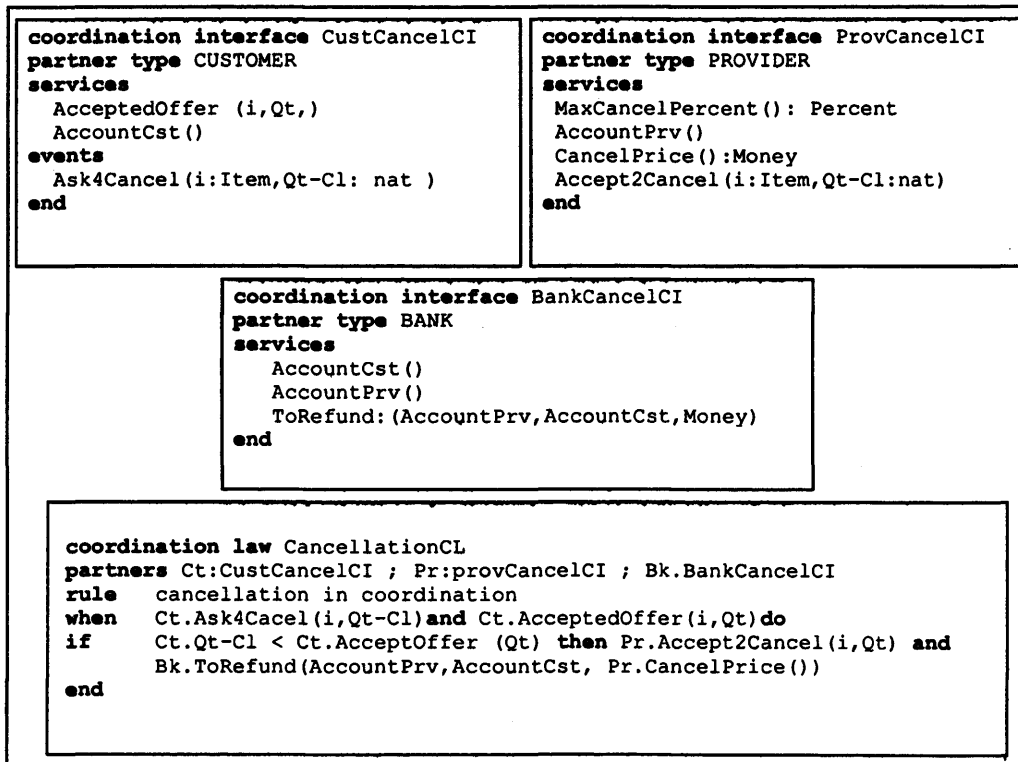 coordination interface CustCancelCI
partner type CUSTOMER
services
AcceptedOffer (i,Qt,)
AccountCst()
events
Ask4Cancel(i:Item,Qt-Cl: nat )
end
coordination interface ProvCancelCI
partner type PROVIDER
services
MaxCancelPercent(): Percent
AccountPrv()
CancelPrice():Money
Accept2Cancel(i:Item,Qt-Cl:nat)
end
coordination interface BankCancelCI
partner type BANK
services
AccountCst()
AccountPrv()
ToRefund:(AccountPrv,AccountCst,Money)
end
coordination law CancellationCL
partners Ct:CustCancelCI ; Pr:provCancelCI ; Bk.BankCancelCI
rule cancellation in coordination
when Ct.Ask4Cacel(i,Qt-Cl)and Ct.AcceptedOffer(i,Qt)do
if Ct.Qt-Cl < Ct.AcceptOffer (Qt) then Pr.Accept2Cancel(i,Qt) and
Bk.ToRefund(AccountPrv,AccountCst, Pr.CancelPrice())
end